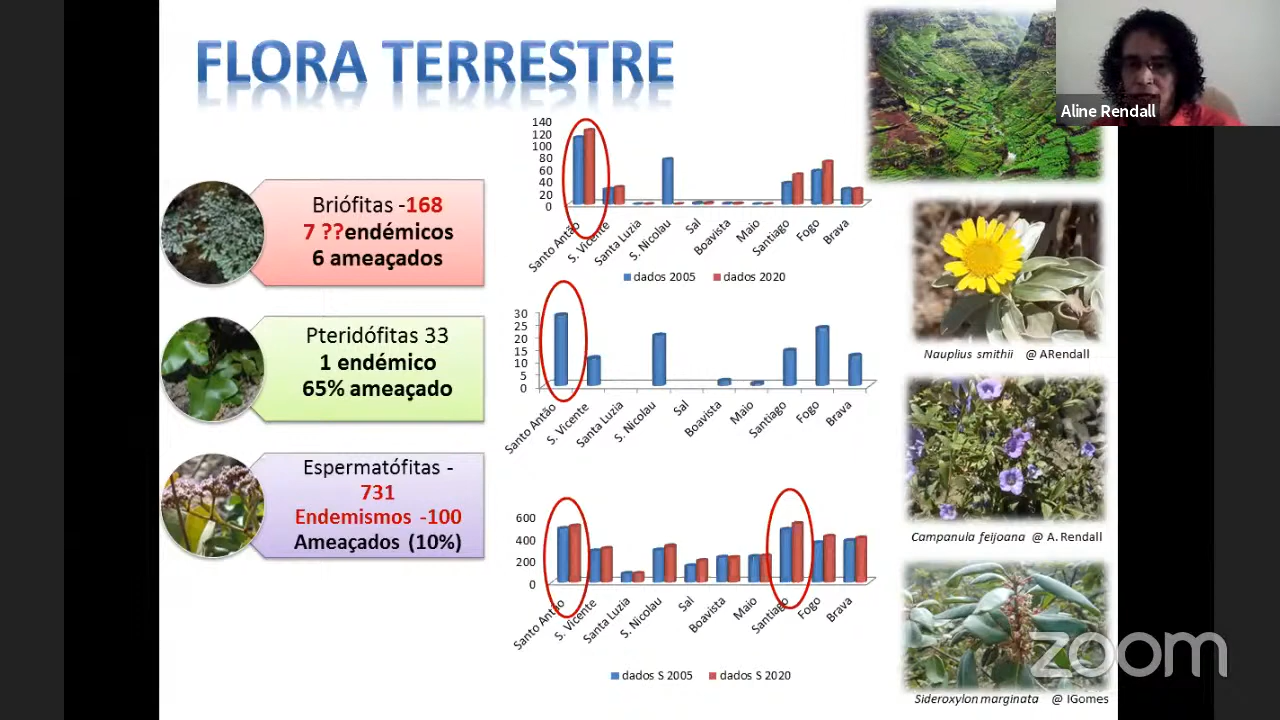 FLORA TERRESTRE
Aline Rendall
Briófitas -168
7 ??endémicos
6 ameaçados
Pteridófitas 33
1 endémico
65% ameaçado
Espermatófitas -
731
Endemismos -100
Ameaçados (10%)
140
120
100
80
60
40
20
0
Santo Antão
S. Vicente
Santa Luzia
S. Nicolau
Sal
Boavista
Maio
Santiago
Fogo
Brava
dados 2005 dados 2020
30
25
20
15
10
5
0
Santo Antão
S. Vicente
Santa Luzia
S. Nicolau
Sal
Boavista
Maio
Santiago
Fogo
Brava
600
400
200
0
Santo Antão
S. Vicente
Santa Luzia
S. Nicolau
Sal
Boavista
Maio
Santiago
Fogo
Brava
dados S 2005 dados S 2020
Nauplius smithii @ ARendall
Campanula feijoana @ A. Rendall
Sideroxylon marginata @ IGomes
zoom